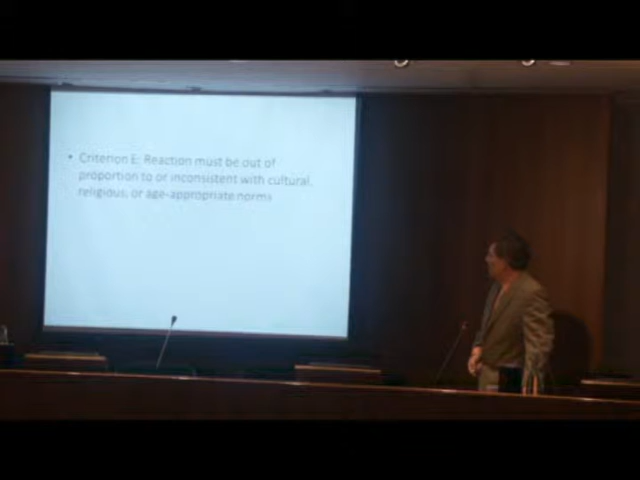 • Criterion E: Reaction must be out of
proportion to or inconsistent with cultural,
religious, or age-appropriate norms